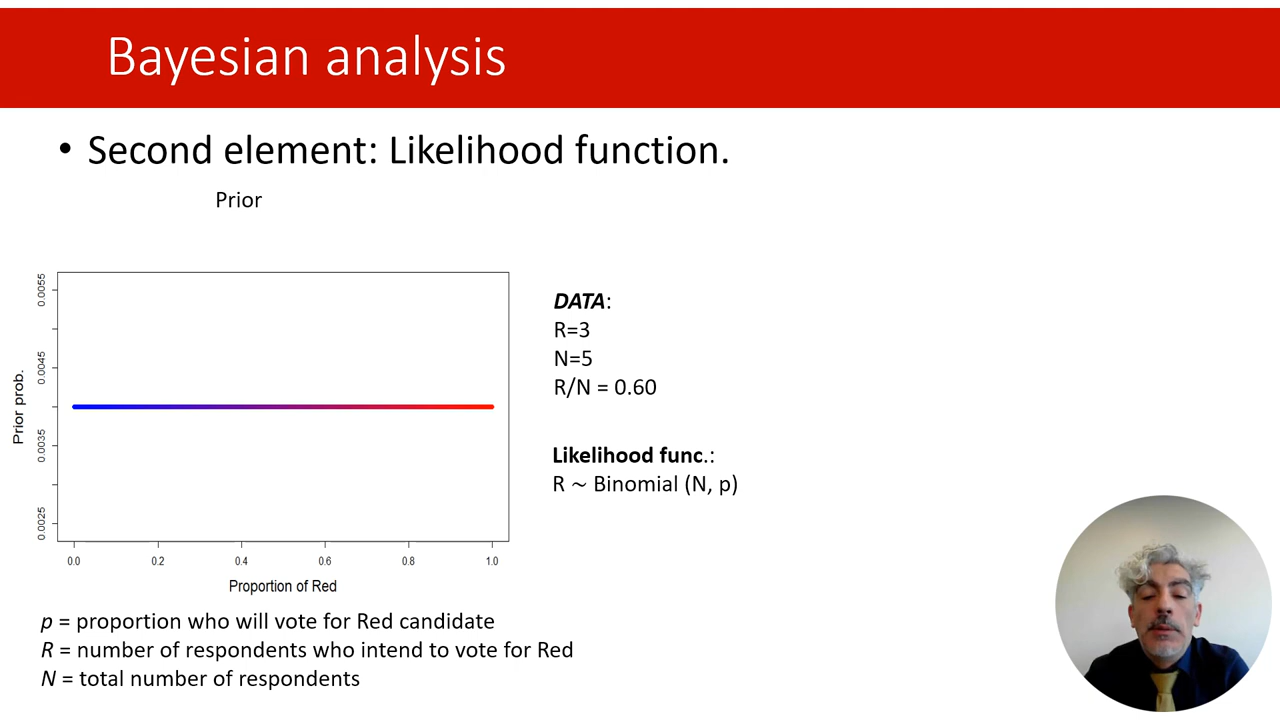 Bayesian analysis
• Second element: Likelihood function.
Prior
0.0055
0.0045
0.0035
0.0025
Prior prob.
0.0 0.2 0.4 0.6 0.8 1.0
Proportion of Red
DATA:
R=3
N=5
R/N = 0.60
Likelihood func.:
R ~ Binomial (N, p)
p = proportion who will vote for Red candidate
R = number of respondents who intend to vote for Red
N = total number of respondents